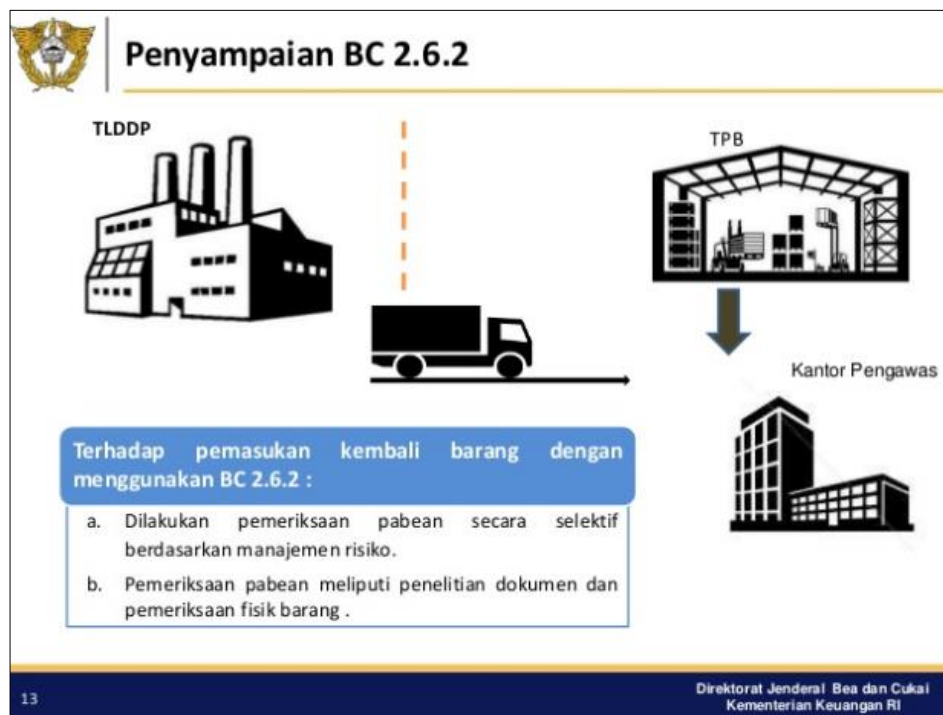 Penyampaian BC 2.6.2
TLDDP
TPB
Kantor Pengawas
Terhadap pemasukan kembali barang dengan
menggunakan BC 2.6.2 :
a. Dilakukan pemeriksaan pabean secara selektif
berdasarkan manajemen risiko.
b. Pemeriksaan pabean meliputi penelitian dokumen dan
pemeriksaan fisik barang .
13
Direktorat Jenderal Bea dan Cukai
Kementerian Keuangan RI